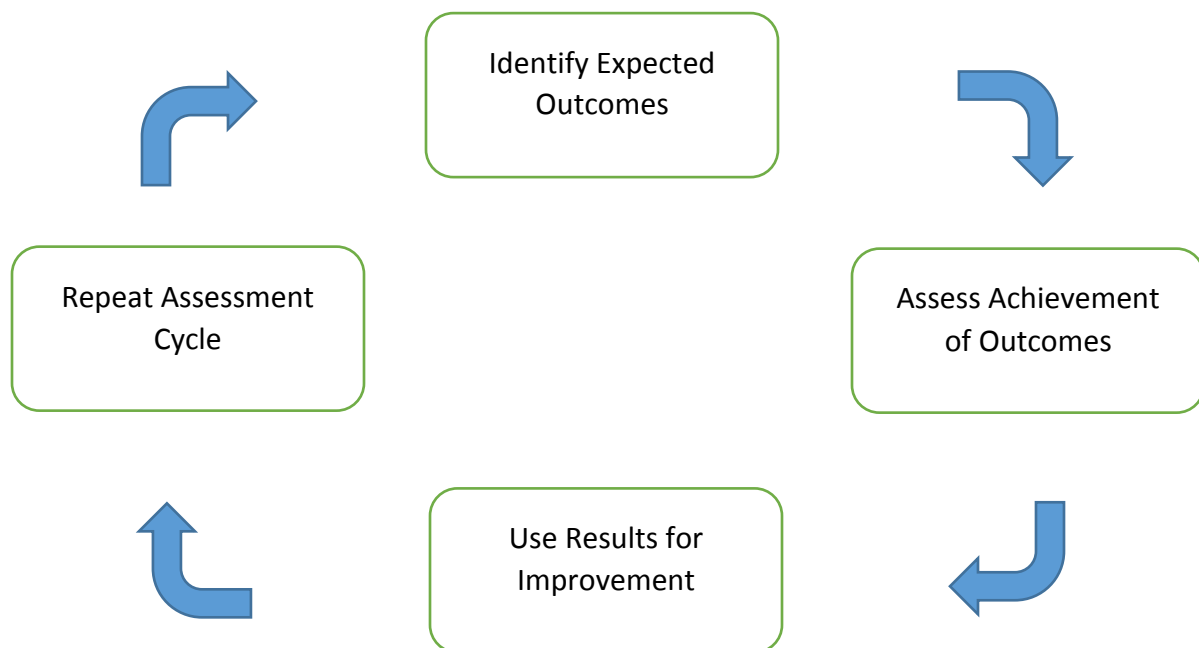 Identify Expected
Outcomes
Assess Achievement
of Outcomes
Use Results for
Improvement
Repeat Assessment
Cycle